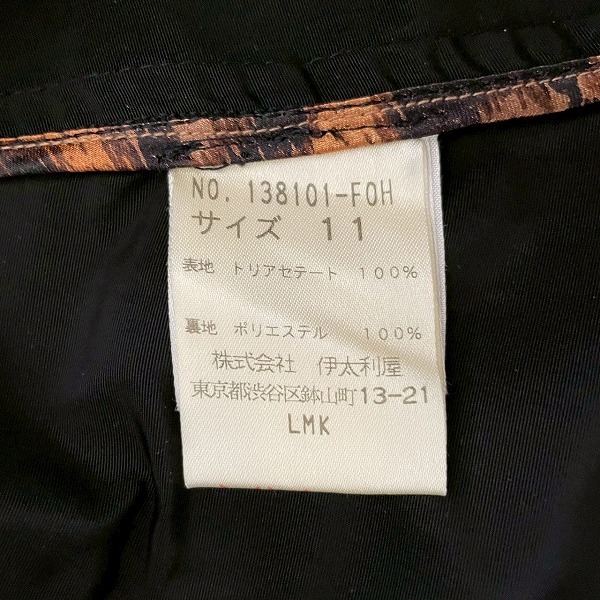 NO. 138101-FOH
サイズ 11
表地 トリアセテート 100%
裏地 ポリエステル 100%
株式会社 伊太利屋
東京都渋谷区鉢山町13-21
LMK